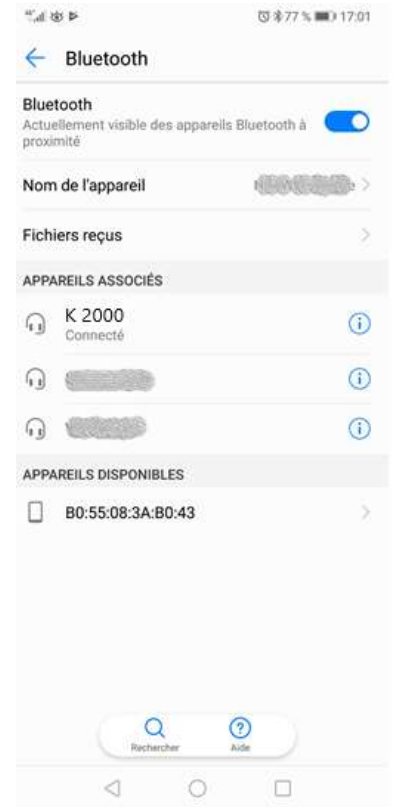 77 % 17:01
Bluetooth
Bluetooth
Actuellement visible des appareils Bluetooth à
proximité
Nom de l'appareil
Fichiers reçus
APPAREILS ASSOCIÉS
K 2000
Connecté
APPAREILS DISPONIBLES
B0:55:08:3A:B0:43
Rechercher Aide